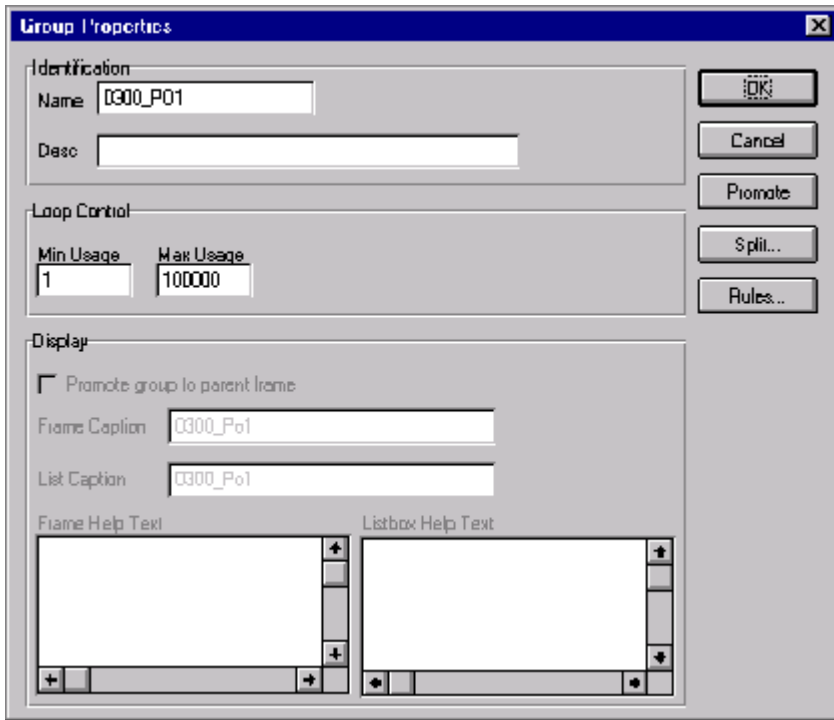 Group Properties
Identification
Name 0300_PO1
Desc
Loop Control
Min Usage Max Usage
1 100000
Display
Promote group to parent frame
Frame Caption 0300_Po1
List Caption 0300_Po1
Frame Help Text Listbox Help Text
OK
Cancel
Promote
Split...
Rules...